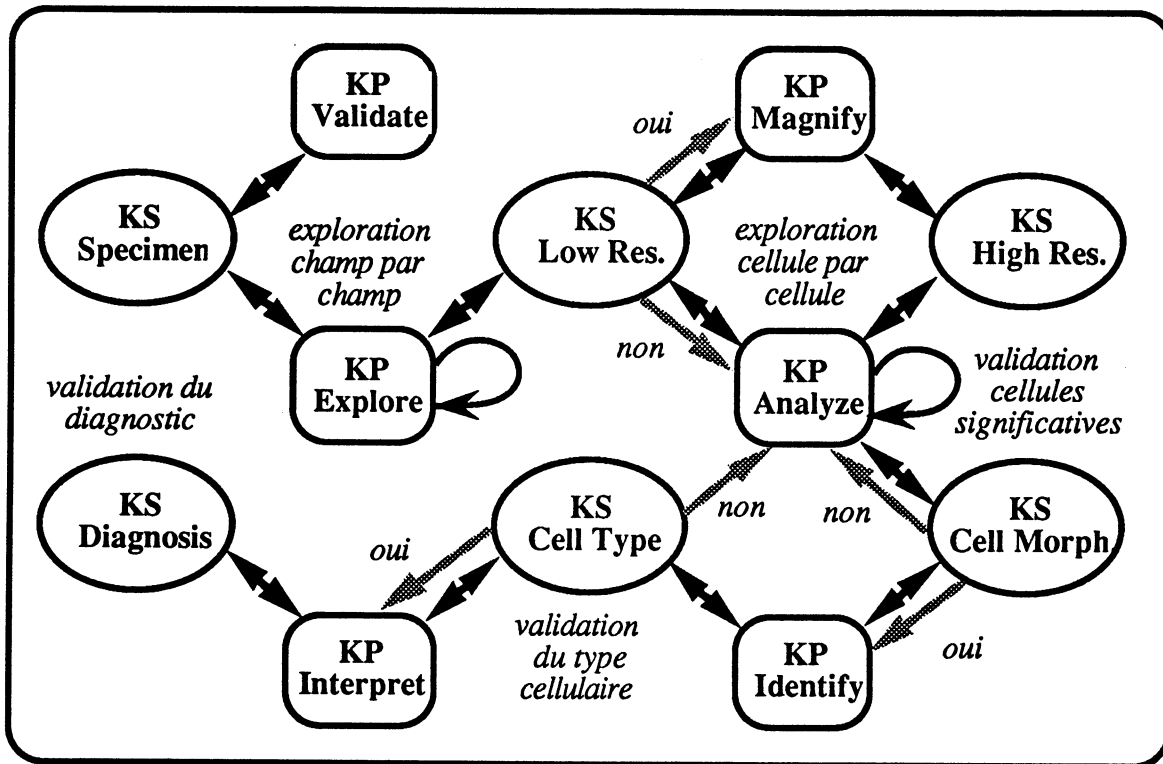 KP
Validate
KP
Magnify
oui
KS
Specimen
exploration
champ par
champ
KS
Low Res.
exploration
cellule par
cellule
KS
High Res.
non
KP
Explore
KP
Analyze
validation
cellules
significatives
validation du
diagnostic
KS
Diagnosis
oui
KS
Cell Type
non
non
KS
Cell Morph.
KP
Interpret
validation
du type
cellulaire
KP
Identify
oui